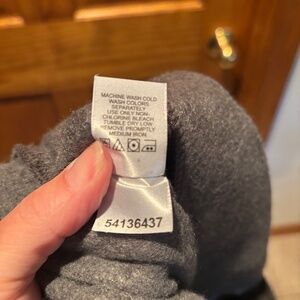 MACHINE WASH COLD
WASH COLORS
SEPARATELY
USE ONLY NON-
CHLORINE BLEACH
TUMBLE DRY LOW
REMOVE PROMPTLY
MEDIUM IRON
54136437